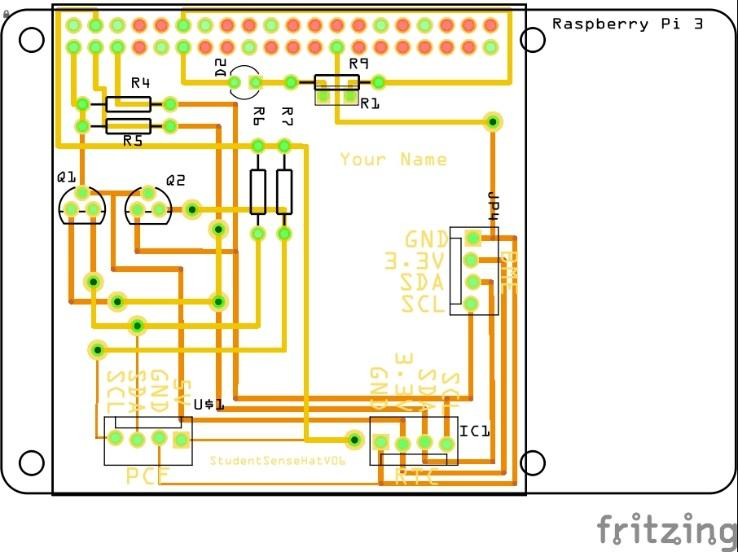 Raspberry Pi 3
D2
R9
R4
R1
R6
R7
R5
Your Name
Q1
Q2
JP4
GND
3.3V
SDA
SCL
SCL
SDA
GND
5V
U$1
GND
3.3V
SDA
SCL
IC1
StudentSenseHatV06
PCF
RTC
fritzing